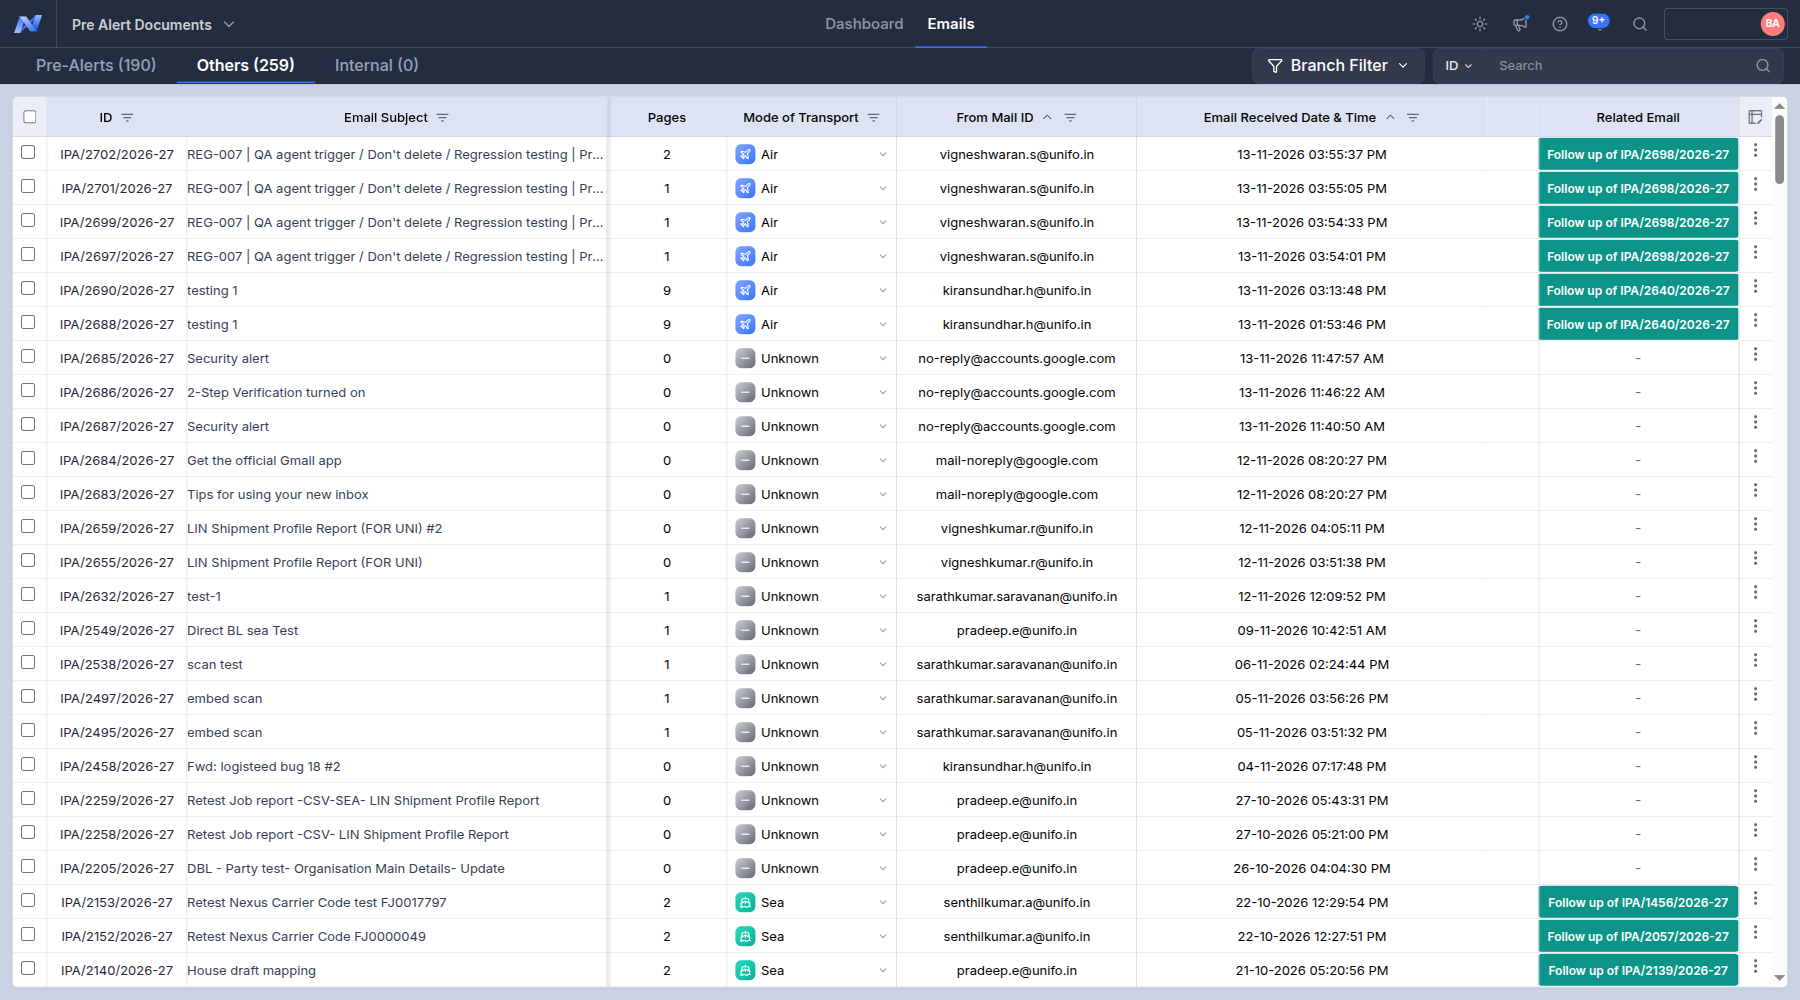 Pre Alert Documents Dashboard Emails 9+ BA
Pre-Alerts (190) Others (259) Internal (0) Branch Filter ID Search
ID Email Subject Pages Mode of Transport From Mail ID Email Received Date & Time Related Email
IPA/2702/2026-27 REG-007 | QA agent trigger / Don't delete / Regression testing | Pr... 2 Air vigneshwaran.s@unifo.in 13-11-2026 03:55:37 PM Follow up of IPA/2698/2026-27
IPA/2701/2026-27 REG-007 | QA agent trigger / Don't delete / Regression testing | Pr... 1 Air vigneshwaran.s@unifo.in 13-11-2026 03:55:05 PM Follow up of IPA/2698/2026-27
IPA/2699/2026-27 REG-007 | QA agent trigger / Don't delete / Regression testing | Pr... 1 Air vigneshwaran.s@unifo.in 13-11-2026 03:54:33 PM Follow up of IPA/2698/2026-27
IPA/2697/2026-27 REG-007 | QA agent trigger / Don't delete / Regression testing | Pr... 1 Air vigneshwaran.s@unifo.in 13-11-2026 03:54:01 PM Follow up of IPA/2698/2026-27
IPA/2690/2026-27 testing 1 9 Air kiransundhar.h@unifo.in 13-11-2026 03:13:48 PM Follow up of IPA/2640/2026-27
IPA/2688/2026-27 testing 1 9 Air kiransundhar.h@unifo.in 13-11-2026 01:53:46 PM Follow up of IPA/2640/2026-27
IPA/2685/2026-27 Security alert 0 Unknown no-reply@accounts.google.com 13-11-2026 11:47:57 AM -
IPA/2686/2026-27 2-Step Verification turned on 0 Unknown no-reply@accounts.google.com 13-11-2026 11:46:22 AM -
IPA/2687/2026-27 Security alert 0 Unknown no-reply@accounts.google.com 13-11-2026 11:40:50 AM -
IPA/2684/2026-27 Get the official Gmail app 0 Unknown mail-noreply@google.com 12-11-2026 08:20:27 PM -
IPA/2683/2026-27 Tips for using your new inbox 0 Unknown mail-noreply@google.com 12-11-2026 08:20:27 PM -
IPA/2659/2026-27 LIN Shipment Profile Report (FOR UNI) #2 0 Unknown vigneshkumar.r@unifo.in 12-11-2026 04:05:11 PM -
IPA/2655/2026-27 LIN Shipment Profile Report (FOR UNI) 0 Unknown vigneshkumar.r@unifo.in 12-11-2026 03:51:38 PM -
IPA/2632/2026-27 test-1 1 Unknown sarathkumar.saravanan@unifo.in 12-11-2026 12:09:52 PM -
IPA/2549/2026-27 Direct BL sea Test 1 Unknown pradeep.e@unifo.in 09-11-2026 10:42:51 AM -
IPA/2538/2026-27 scan test 1 Unknown sarathkumar.saravanan@unifo.in 06-11-2026 02:24:44 PM -
IPA/2497/2026-27 embed scan 1 Unknown sarathkumar.saravanan@unifo.in 05-11-2026 03:56:26 PM -
IPA/2495/2026-27 embed scan 1 Unknown sarathkumar.saravanan@unifo.in 05-11-2026 03:51:32 PM -
IPA/2458/2026-27 Fwd: logisteed bug 18 #2 0 Unknown kiransundhar.h@unifo.in 04-11-2026 07:17:48 PM -
IPA/2259/2026-27 Retest Job report -CSV-SEA- LIN Shipment Profile Report 0 Unknown pradeep.e@unifo.in 27-10-2026 05:43:31 PM -
IPA/2258/2026-27 Retest Job report -CSV- LIN Shipment Profile Report 0 Unknown pradeep.e@unifo.in 27-10-2026 05:21:00 PM -
IPA/2205/2026-27 DBL - Party test- Organisation Main Details- Update 0 Unknown pradeep.e@unifo.in 26-10-2026 04:04:30 PM -
IPA/2153/2026-27 Retest Nexus Carrier Code test FJ0017797 2 Sea senthilkumar.a@unifo.in 22-10-2026 12:29:54 PM Follow up of IPA/1456/2026-27
IPA/2152/2026-27 Retest Nexus Carrier Code FJ0000049 2 Sea senthilkumar.a@unifo.in 22-10-2026 12:27:51 PM Follow up of IPA/2057/2026-27
IPA/2140/2026-27 House draft mapping 2 Sea pradeep.e@unifo.in 21-10-2026 05:20:56 PM Follow up of IPA/2139/2026-27